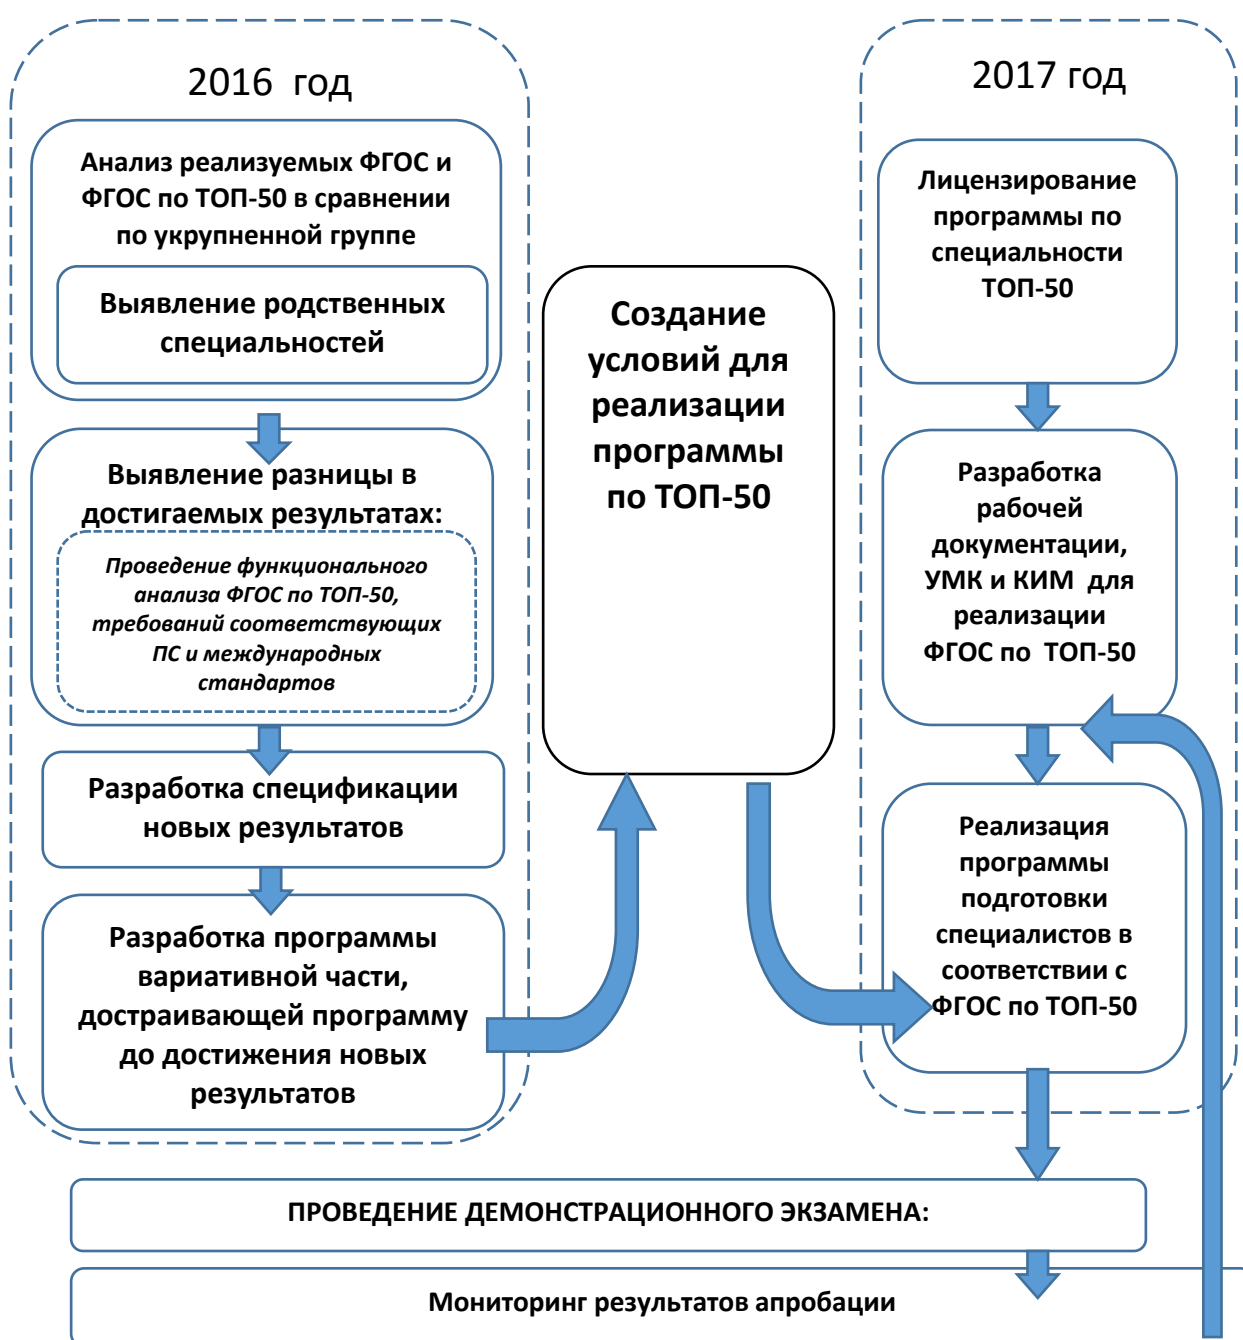 2016 год
Анализ реализуемых ФГОС и
ФГОС по ТОП-50 в сравнении
по укрупненной группе
Выявление родственных
специальностей
Выявление разницы в
достигаемых результатах:
Проведение функционального
анализа ФГОС по ТОП-50,
требований соответствующих
ПС и международных
стандартов
Разработка спецификации
новых результатов
Разработка программы
вариативной части,
достраивающей программу
до достижения новых
результатов
Создание
условий для
реализации
программы
по ТОП-50
2017 год
Лицензирование
программы по
специальности
ТОП-50
Разработка
рабочей
документации,
УМК и КИМ для
реализации
ФГОС по ТОП-50
Реализация
программы
подготовки
специалистов в
соответствии с
ФГОС по ТОП-50
ПРОВЕДЕНИЕ ДЕМОНСТРАЦИОННОГО ЭКЗАМЕНА:
Мониторинг результатов апробации